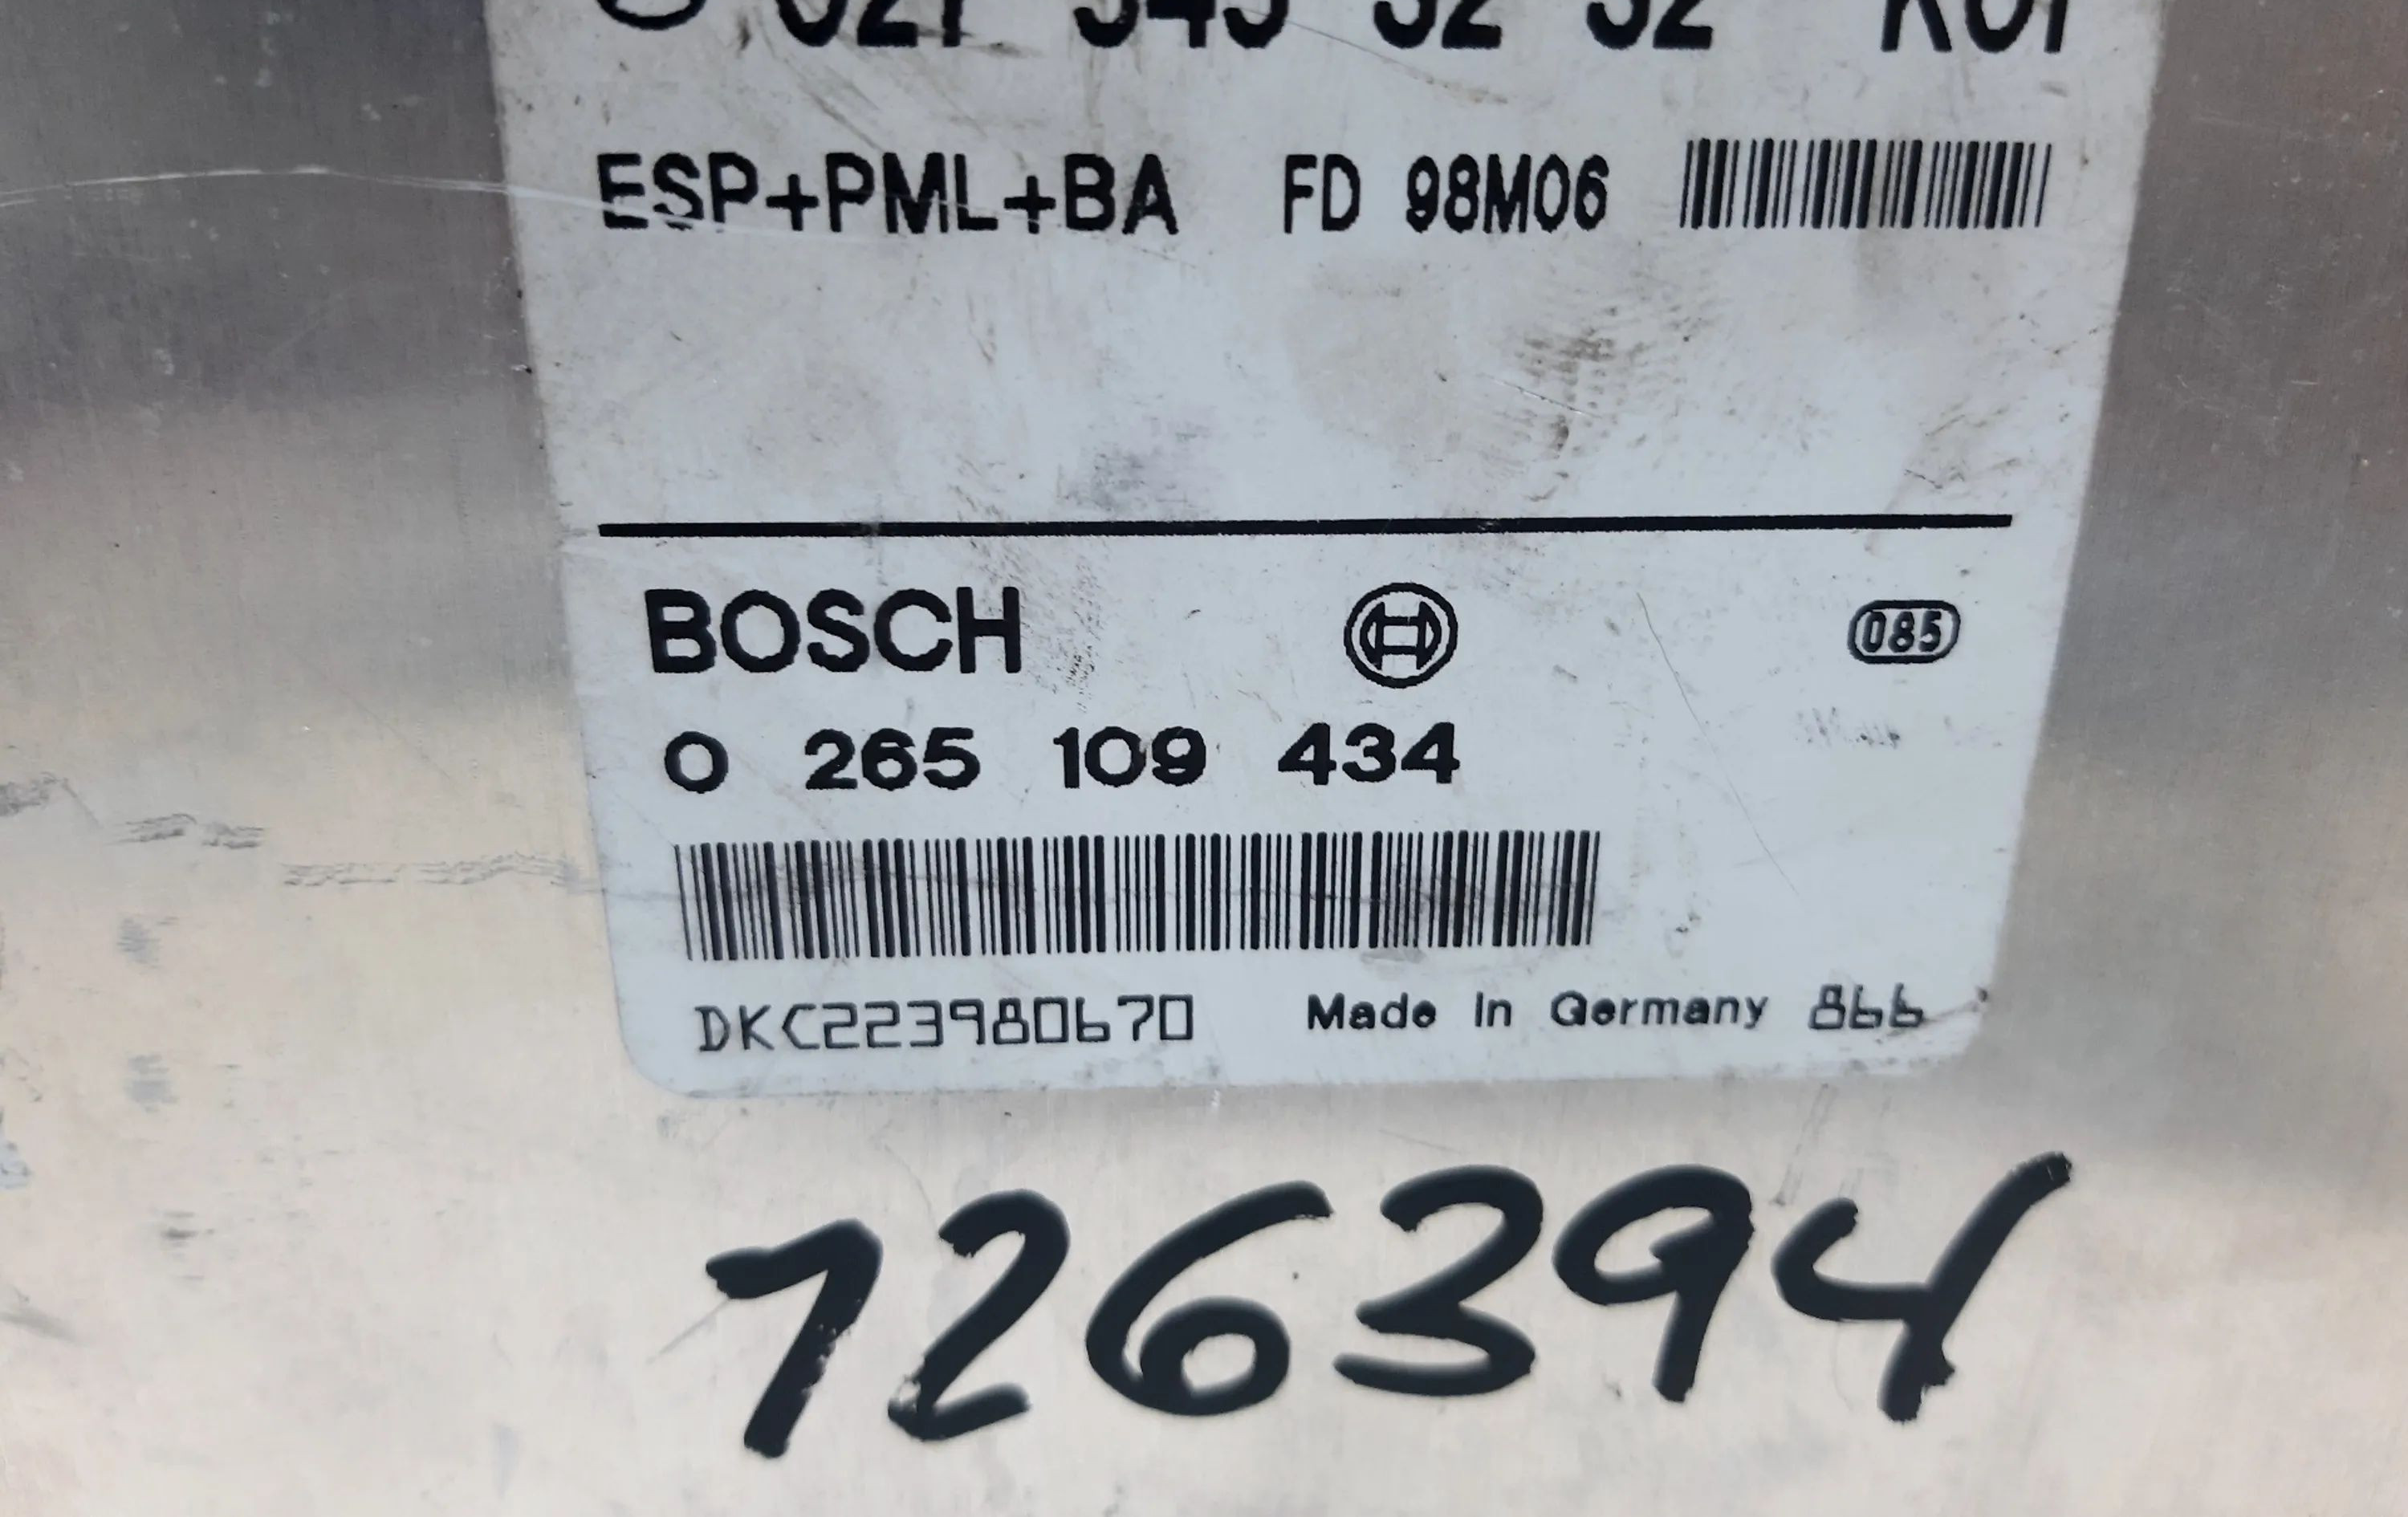 ESP+PML+BA FD 98M06
BOSCH 085
0 265 109 434
DKC223980670 Made in Germany 866
126394